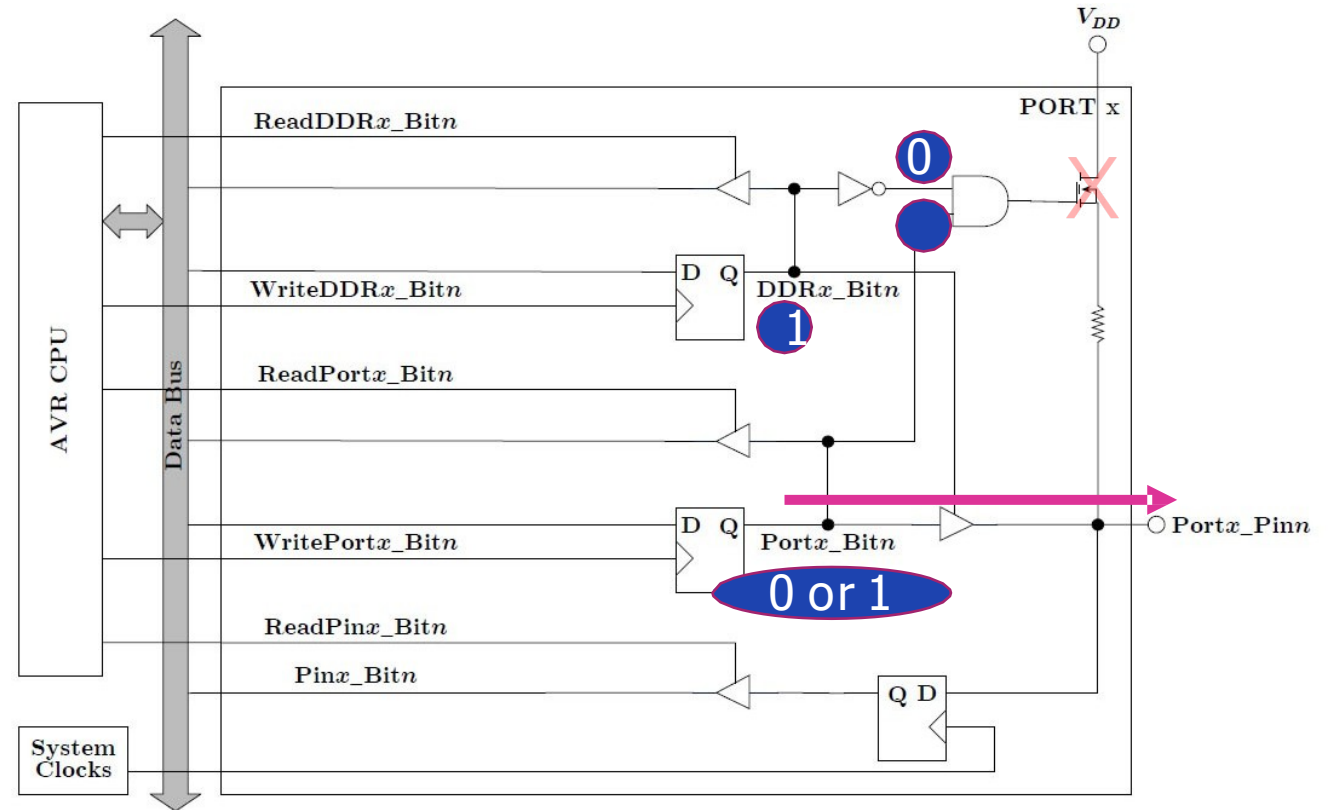 V_DD
PORT x
ReadDDRx_Bitn
0
X
D Q
DDRx_Bitn
WriteDDRx_Bitn
1
AVR CPU
Data Bus
ReadPortx_Bitn
D Q
Portx_Bitn
Portx_Pinn
WritePortx_Bitn
0 or 1
ReadPinx_Bitn
Pinx_Bitn
Q D
System
Clocks